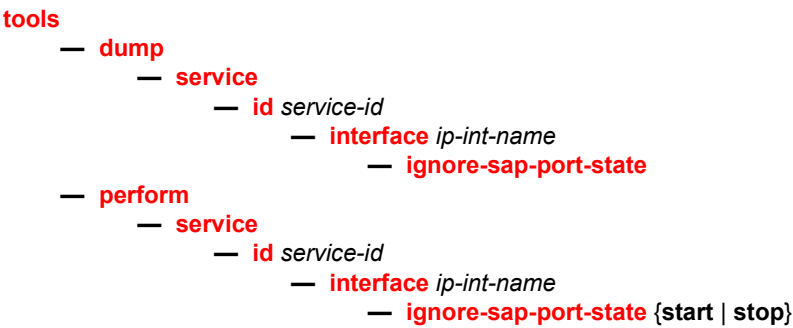 tools
— dump
— service
— id service-id
— interface ip-int-name
— ignore-sap-port-state
— perform
— service
— id service-id
— interface ip-int-name
— ignore-sap-port-state {start | stop}